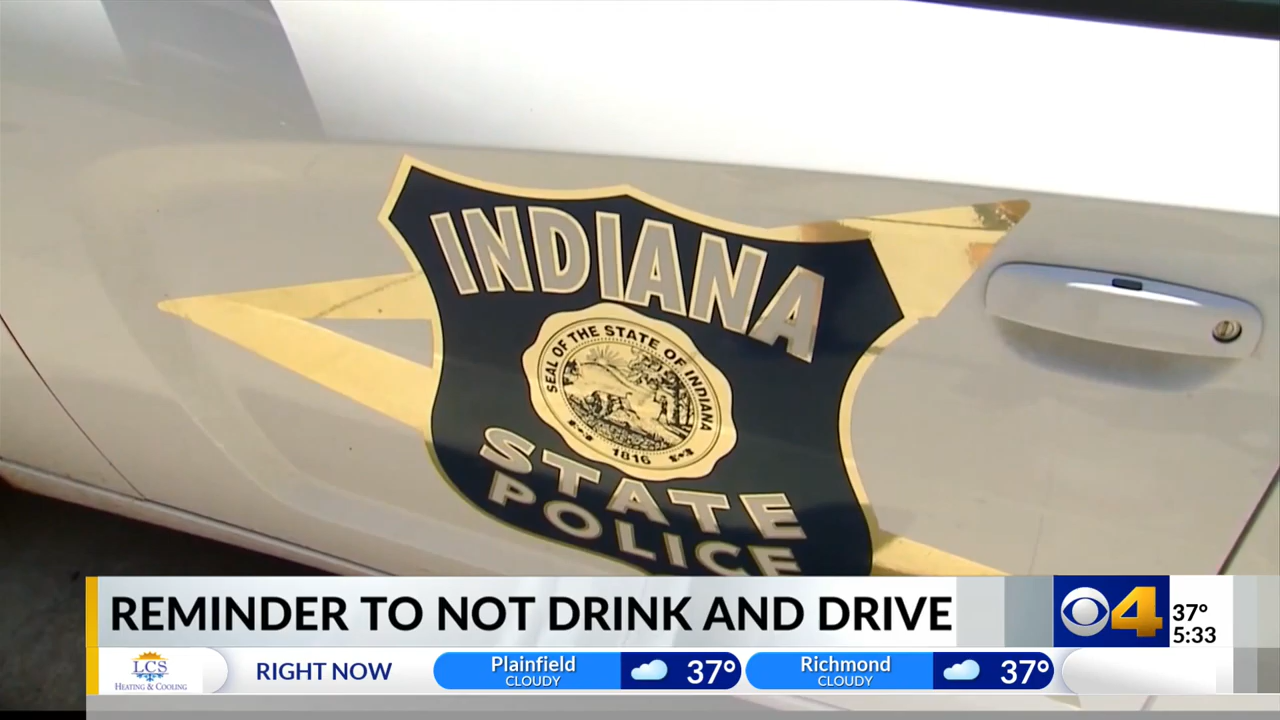 INDIANA
SEAL OF THE STATE OF INDIANA
1816
STATE
POLICE
REMINDER TO NOT DRINK AND DRIVE
4
37°
5:33
LCS
HEATING & COOLING
RIGHT NOW
Plainfield
CLOUDY
37°
Richmond
CLOUDY
37°